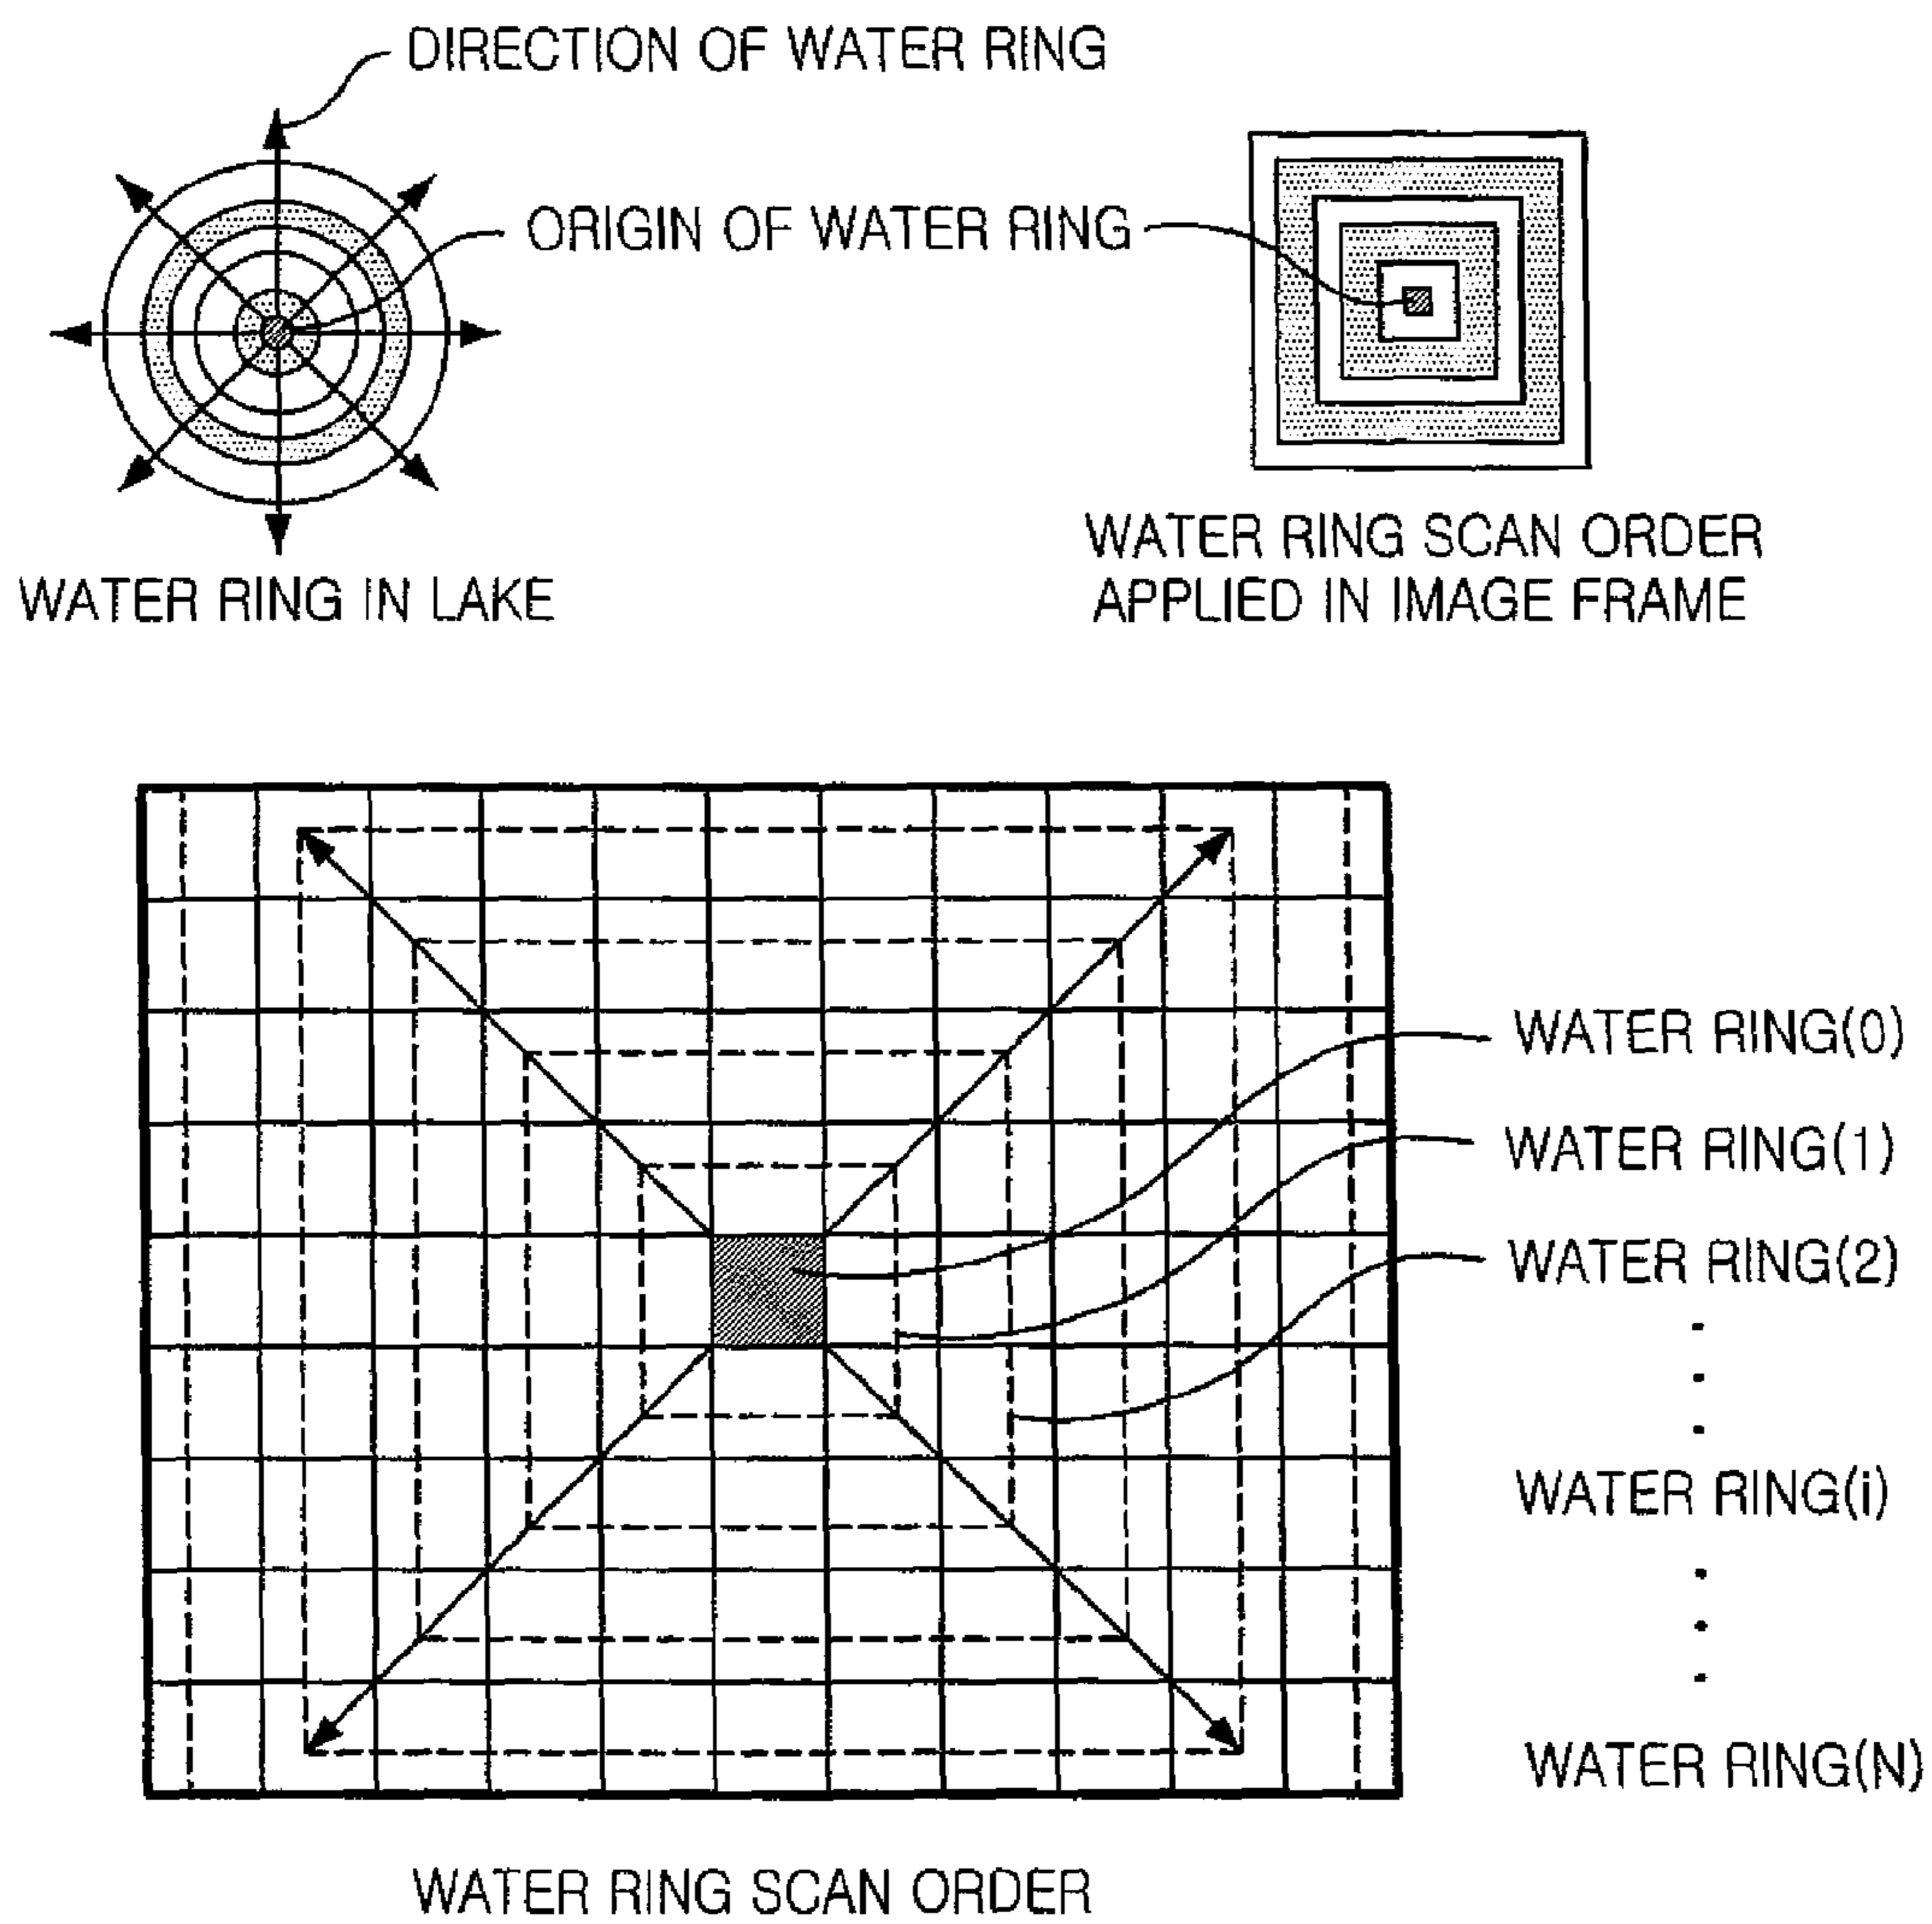 DIRECTION OF WATER RING
ORIGIN OF WATER RING
WATER RING IN LAKE
WATER RING SCAN ORDER
APPLIED IN IMAGE FRAME
WATER RING(0)
WATER RING(1)
WATER RING(2)
WATER RING(i)
WATER RING(N)
WATER RING SCAN ORDER